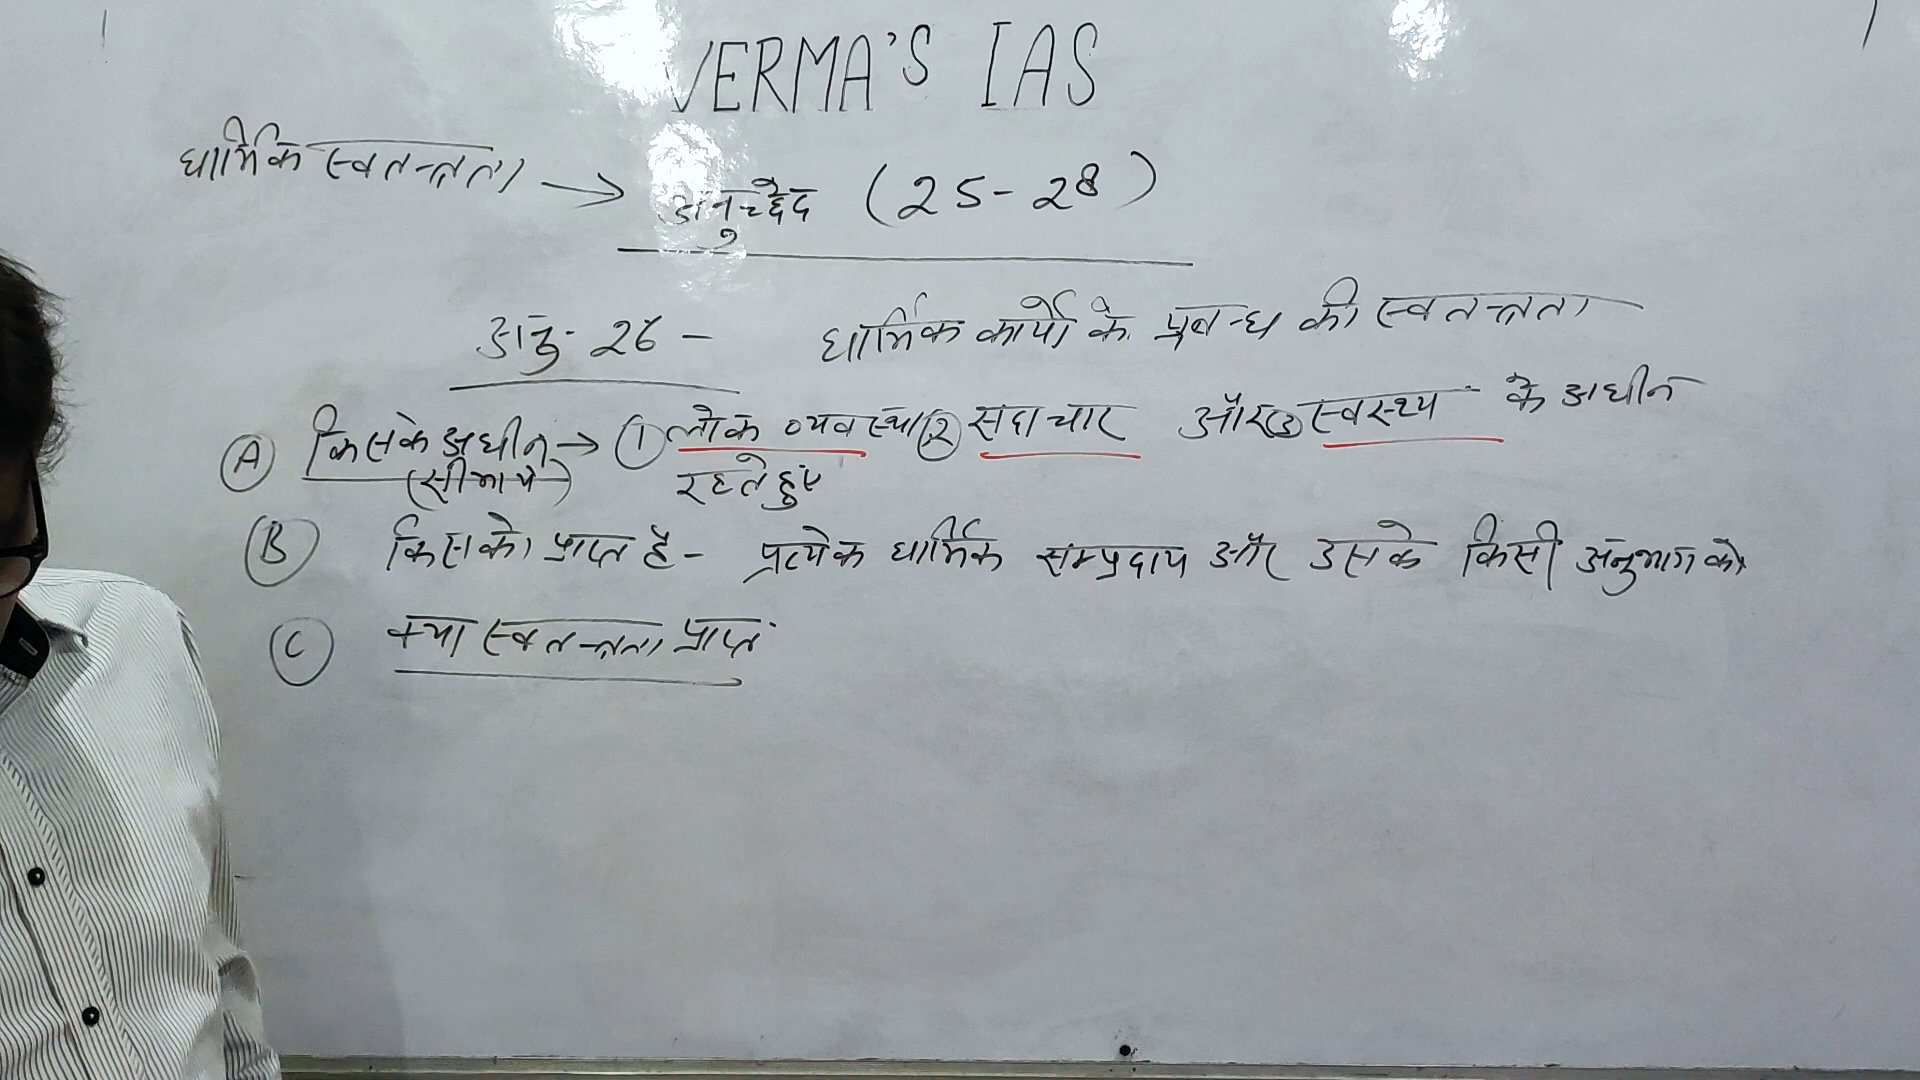 VERMA'S IAS
धार्मिक स्वतन्त्रता → अनुच्छेद (25-28)
अनु- 26 - धार्मिक कार्यो के प्रबन्ध की स्वतन्त्रता
(A) किसके अधीन → (1) लोक व्यवस्था (2) सदाचार और (3) स्वस्थ्य के अधीन
(सीमाये) रहते हुए
(B) किसको प्राप्त है - प्रत्येक धार्मिक सम्प्रदाय और उसके किसी अनुभाग को
(C) क्या स्वतन्त्रता प्राप्त